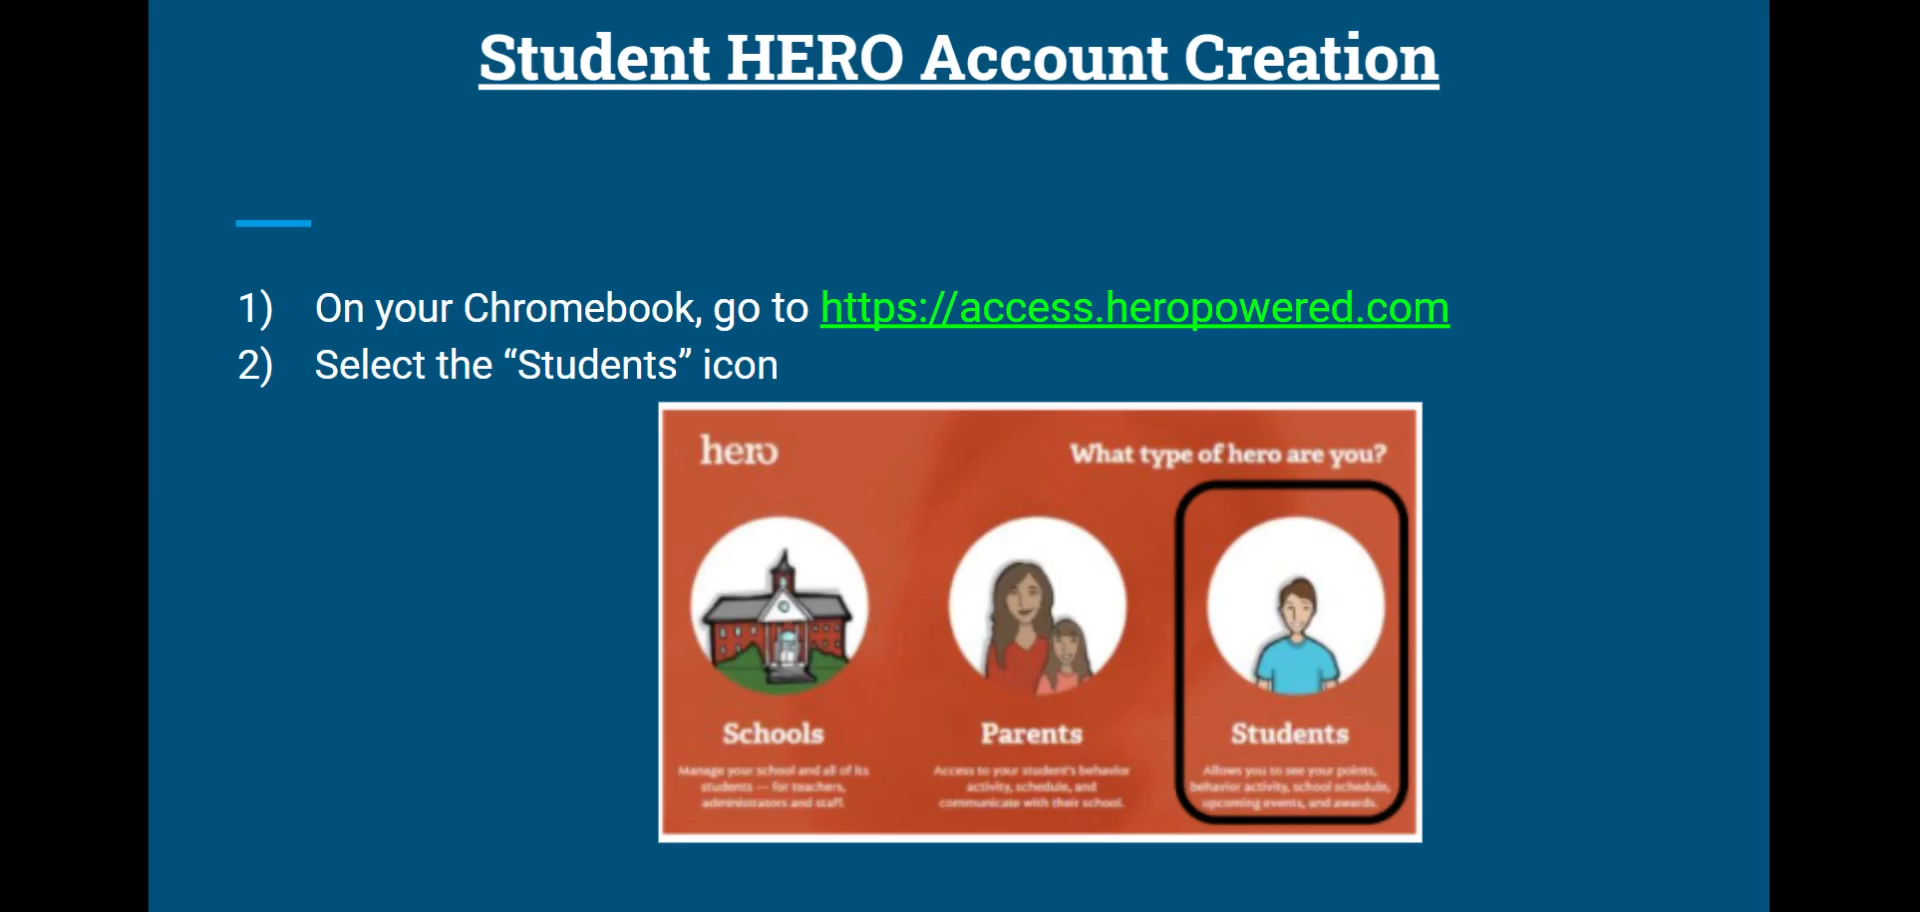 Student HERO Account Creation
1) On your Chromebook, go to https://access.heropowered.com
2) Select the “Students” icon
hero
What type of hero are you?
Schools
Manage your school and all of its
students — for teachers,
administrators and staff.
Parents
Access to your student's behavior
activity, schedule, and
communicate with their school.
Students
Allows you to see your points,
behavior activity, school schedule,
upcoming events, and awards.